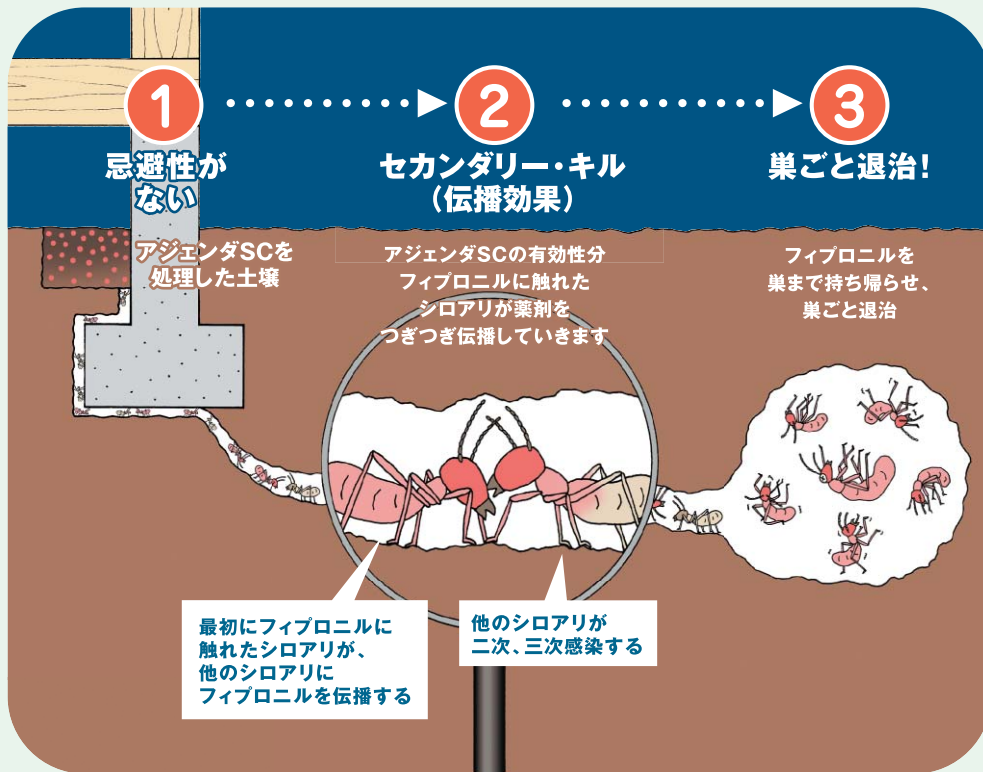 1
忌避性が
ない
アジェンダSCを
処理した土壌
2
セカンダリー・キル
（伝播効果）
アジェンダSCの有効性分
フィプロニルに触れた
シロアリが薬剤を
つぎつぎ伝播していきます
3
巣ごと退治！
フィプロニルを
巣まで持ち帰らせ、
巣ごと退治
最初にフィプロニルに
触れたシロアリが、
他のシロアリに
フィプロニルを伝播する
他のシロアリが
二次、三次感染する